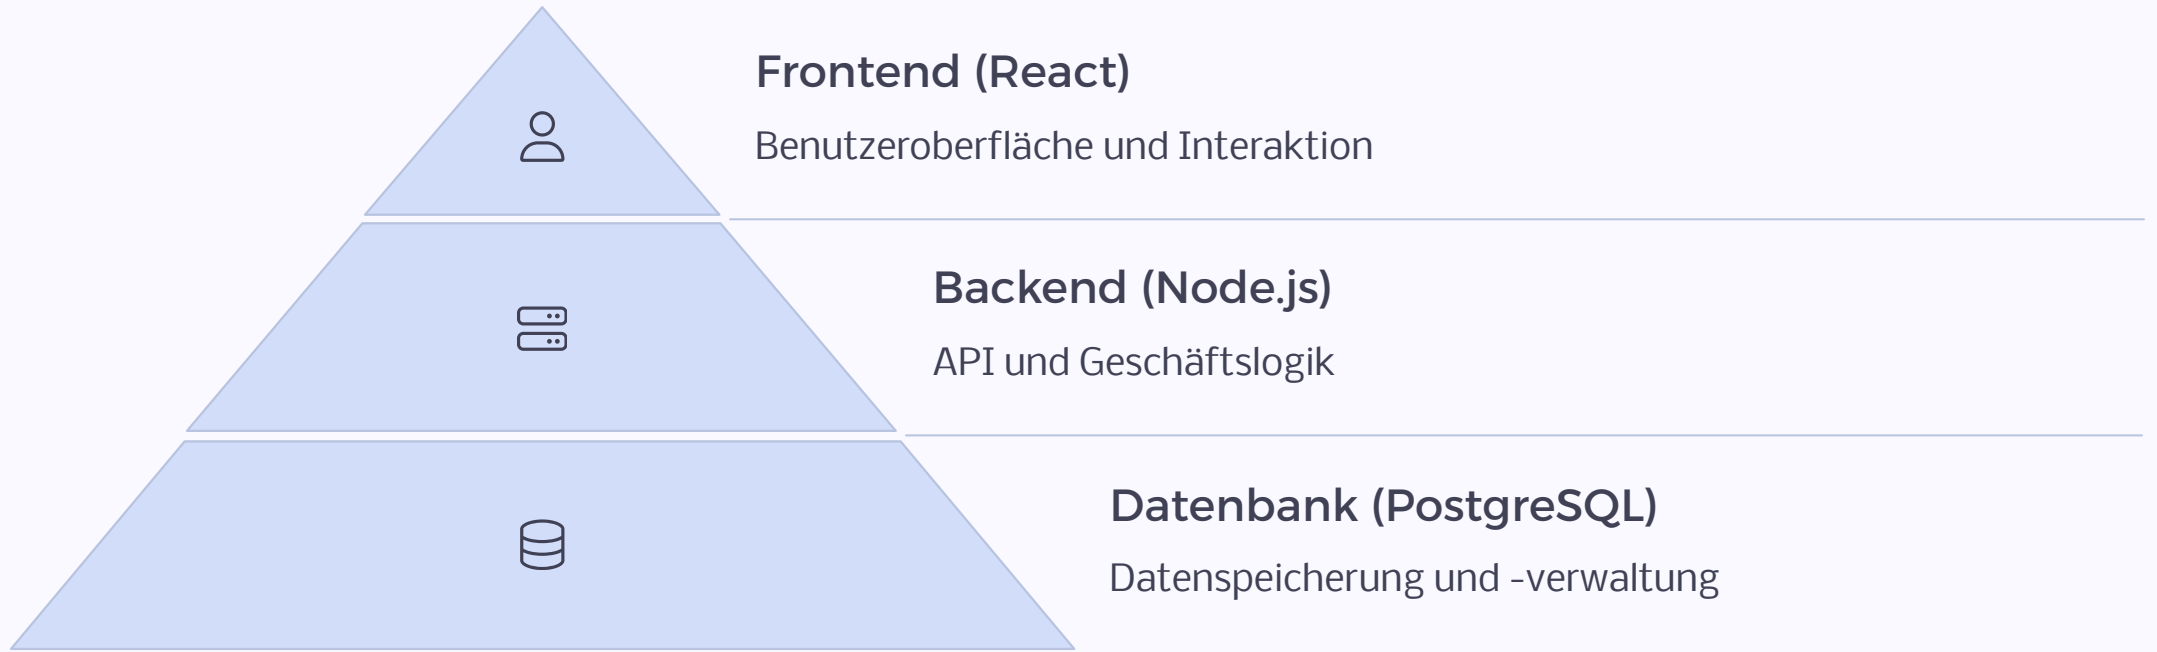 Frontend (React)
Benutzeroberfläche und Interaktion
Backend (Node.js)
API und Geschäftslogik
Datenbank (PostgreSQL)
Datenspeicherung und -verwaltung